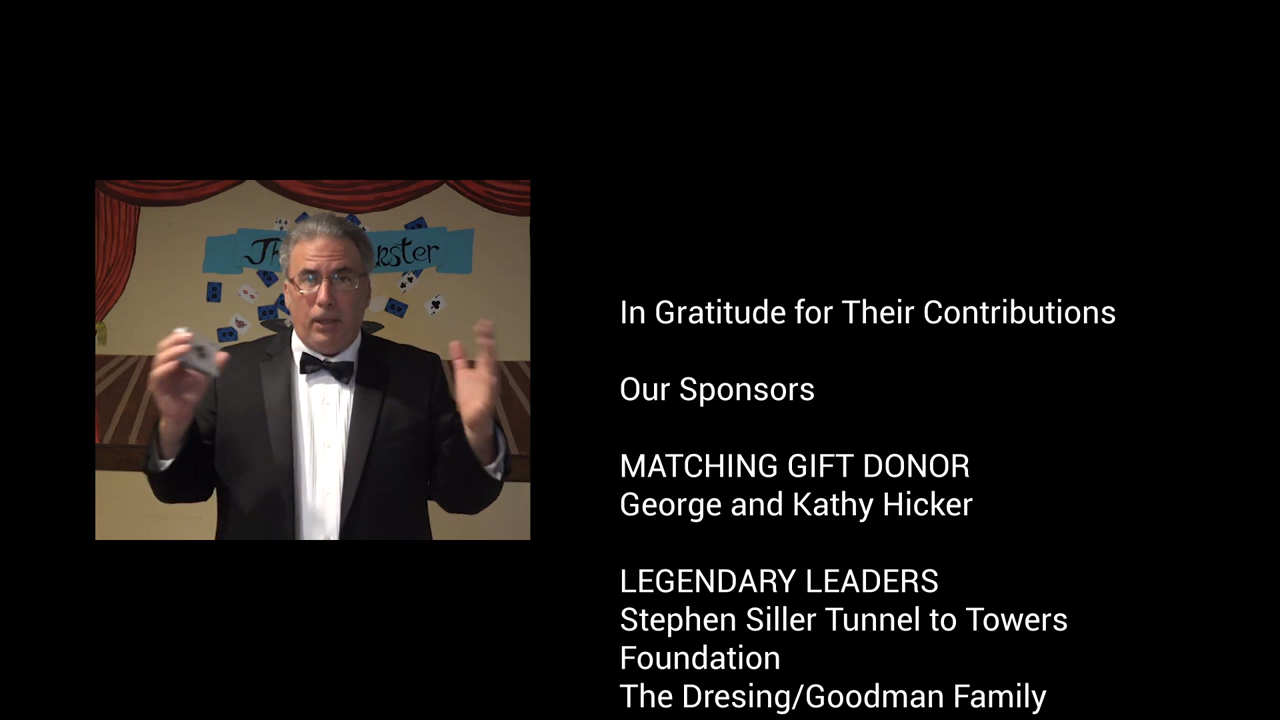 In Gratitude for Their Contributions
Our Sponsors
MATCHING GIFT DONOR
George and Kathy Hicker
LEGENDARY LEADERS
Stephen Siller Tunnel to Towers
Foundation
The Dresing/Goodman Family